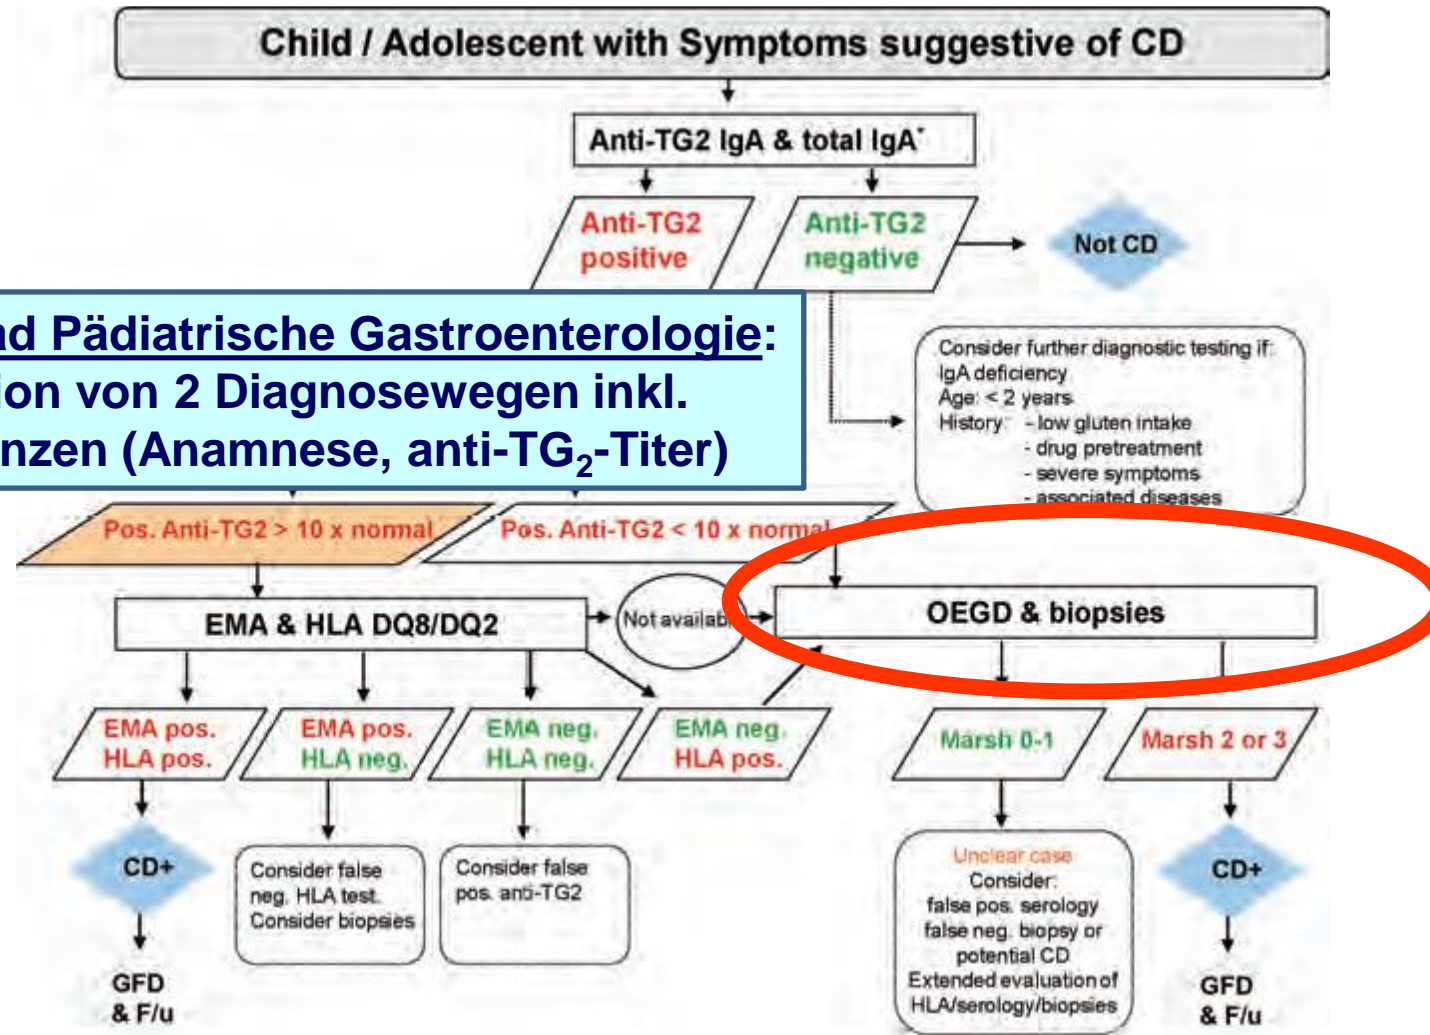 Child / Adolescent with Symptoms suggestive of CD
Anti-TG2 IgA & total IgA*
Anti-TG2
positive
Anti-TG2
negative
Not CD
ad Pädiatrische Gastroenterologie:
ion von 2 Diagnosewegen inkl.
nzen (Anamnese, anti-TG₂-Titer)
Consider further diagnostic testing if:
IgA deficiency
Age: < 2 years
History: - low gluten intake
- drug pretreatment
- severe symptoms
- associated diseases
Pos. Anti-TG2 > 10 x normal
Pos. Anti-TG2 < 10 x normal
EMA & HLA DQ8/DQ2
Not availab
OEGD & biopsies
EMA pos.
HLA pos.
EMA pos.
HLA neg.
EMA neg.
HLA neg.
EMA neg.
HLA pos.
Marsh 0-1
Marsh 2 or 3
CD+
Consider false
neg. HLA test.
Consider biopsies
Consider false
pos. anti-TG2
Unclear case
Consider:
false pos. serology
false neg. biopsy or
potential CD
Extended evaluation of
HLA/serology/biopsies
CD+
GFD
& F/u
GFD
& F/u